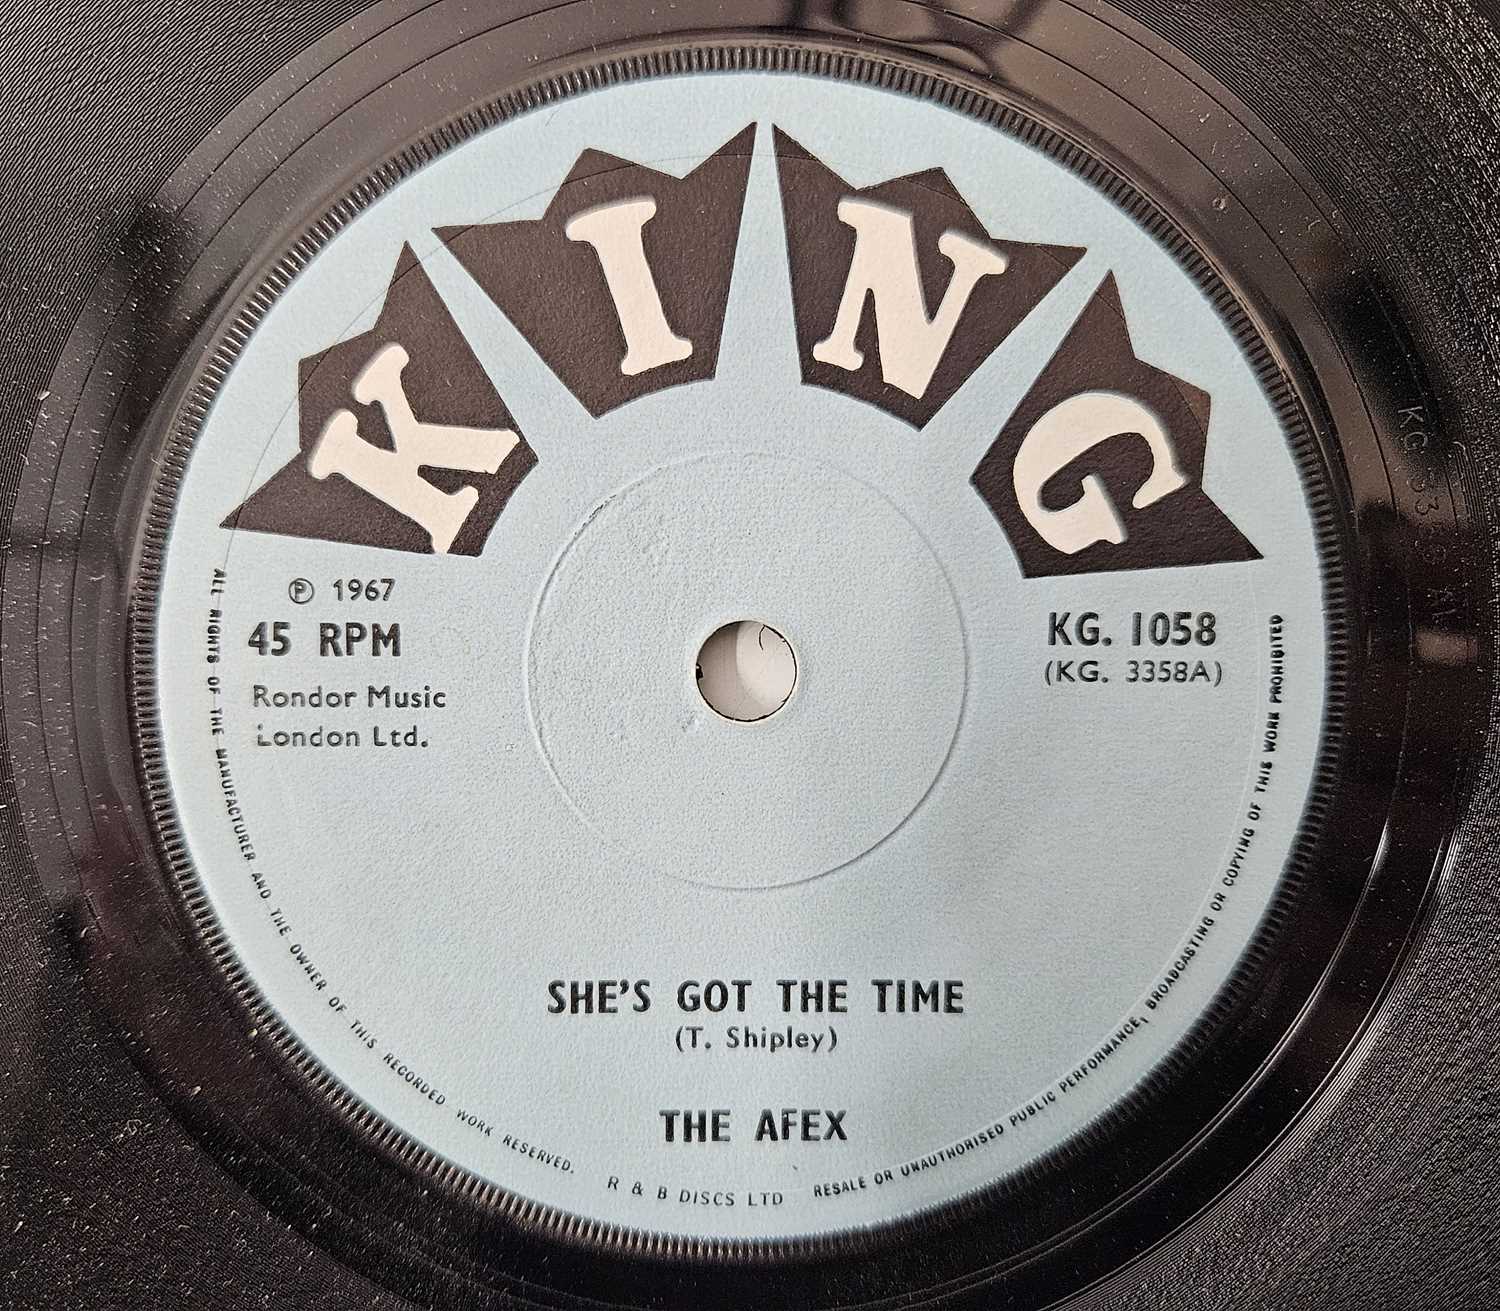 KING
℗ 1967
45 RPM
Rondor Music
London Ltd.
KG. 1058
(KG. 3358A)
SHE'S GOT THE TIME
(T. Shipley)
THE AFEX
ALL RIGHTS OF THE MANUFACTURER AND THE OWNER OF THIS RECORDED WORK RESERVED.
R & B DISCS LTD
RESALE OR UNAUTHORISED PUBLIC PERFORMANCE, BROADCASTING OR COPYING OF THIS WORK PROHIBITED